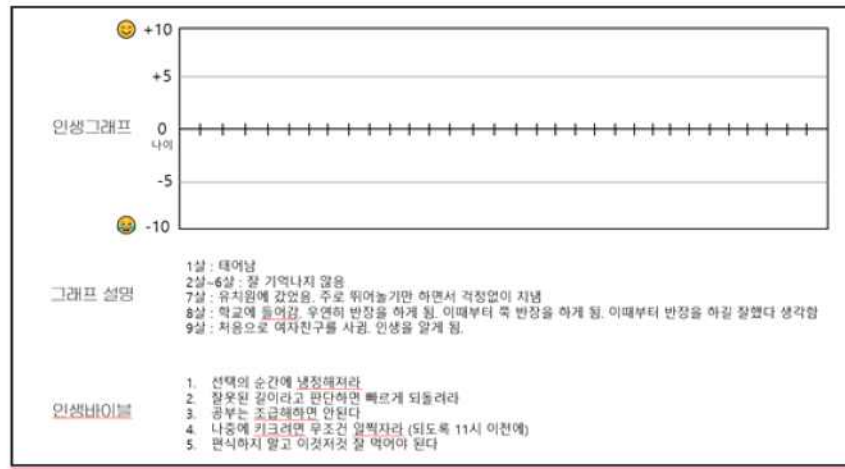 +10
+5
인생그래프
0
나이
-5
-10
그래프 설명
1살 : 태어남
2살~6살 : 잘 기억나지 않음
7살 : 유치원에 갔었음. 주로 뛰어놀기만 하면서 걱정없이 지냄
8살 : 학교에 들어감. 우연히 반장을 하게 됨. 이때부터 쭉 반장을 하게 됨. 이때부터 반장을 하길 잘했다 생각함
9살 : 처음으로 여자친구를 사귐. 인생을 알게 됨.
인생바이블
1. 선택의 순간에 냉정해져라
2. 잘못된 길이라고 판단하면 빠르게 되돌려라
3. 공부는 조급해하면 안된다
4. 나중에 키크려면 무조건 일찍자라 (되도록 11시 이전에)
5. 편식하지 말고 이것저것 잘 먹어야 된다